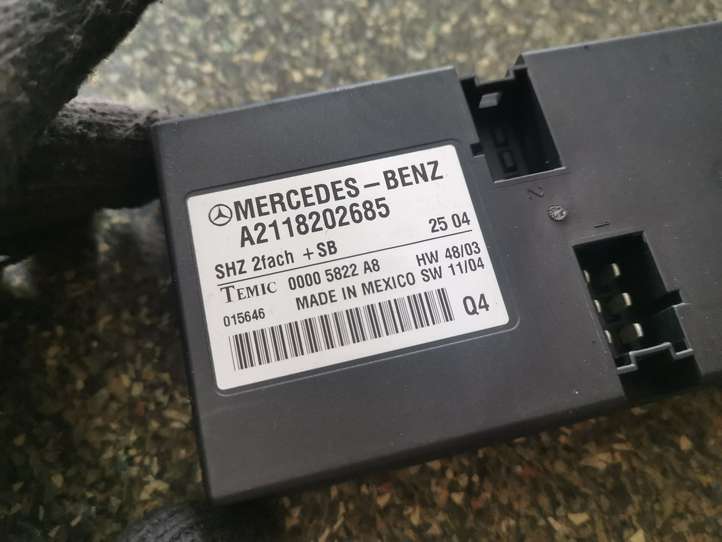 MERCEDES-BENZ
A2118202685
SHZ 2fach +SB 25 04
TEMIC 0000 5822 A8 HW 48/03
015646 MADE IN MEXICO SW 11/04
Q4
2